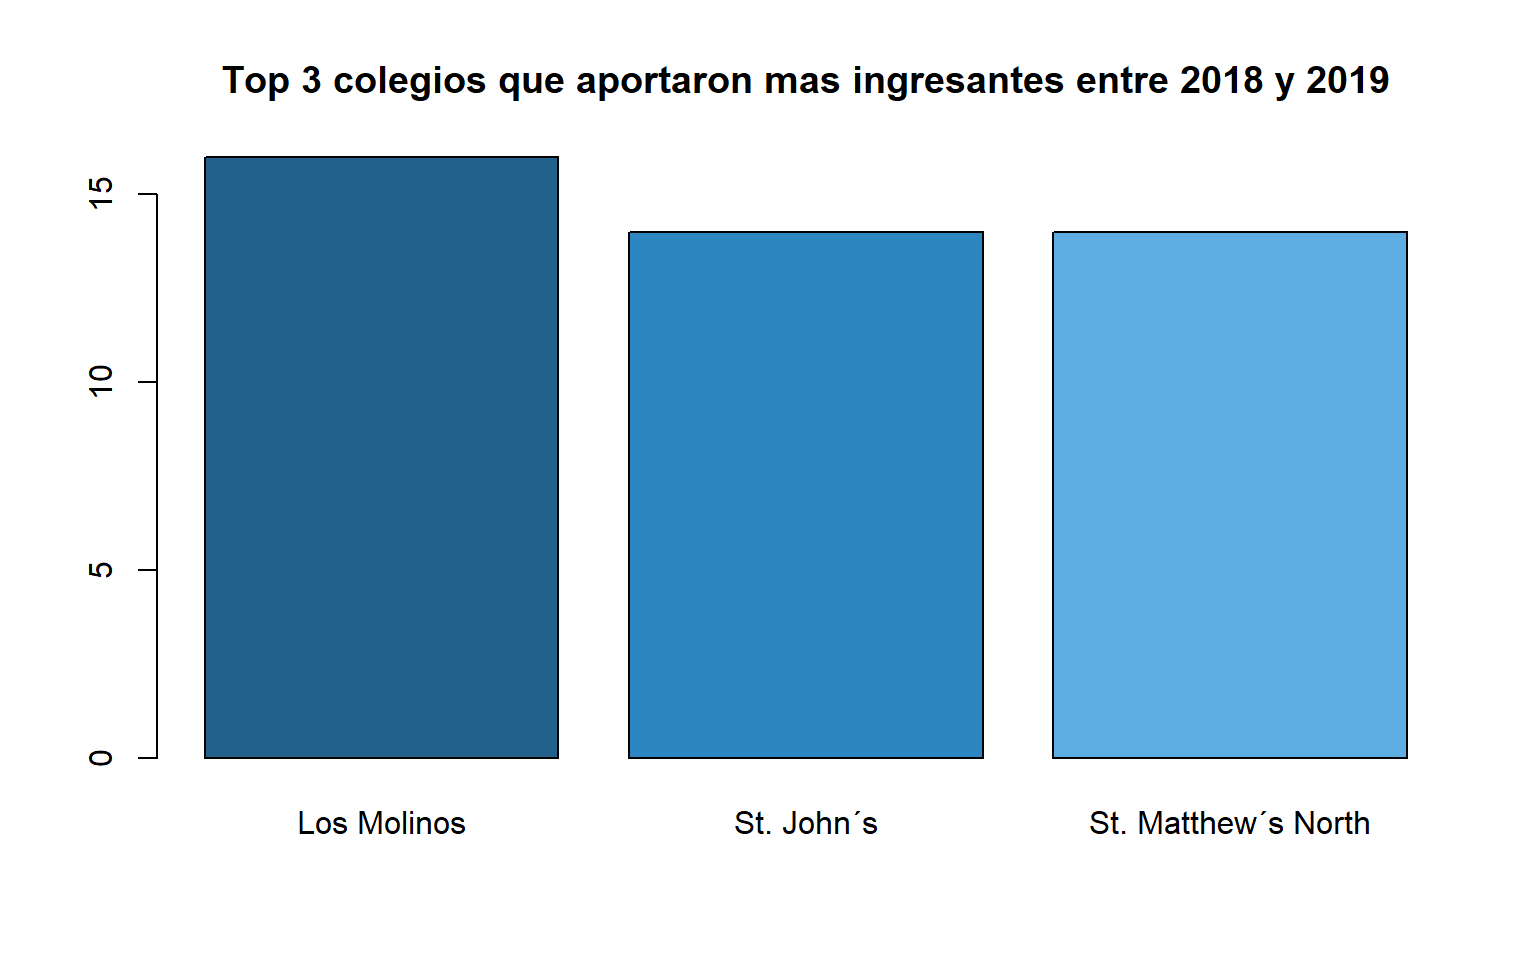 Top 3 colegios que aportaron mas ingresantes entre 2018 y 2019
15
10
5
0
Los Molinos
St. John´s
St. Matthew´s North